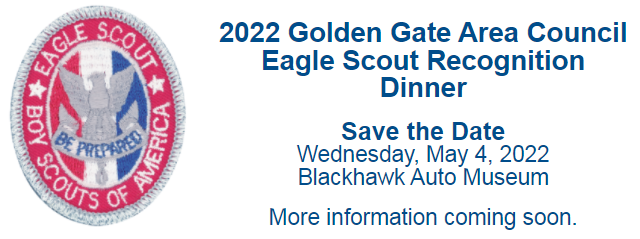 EAGLE SCOUT
BE PREPARED
BOY SCOUTS OF AMERICA
2022 Golden Gate Area Council
Eagle Scout Recognition
Dinner
Save the Date
Wednesday, May 4, 2022
Blackhawk Auto Museum
More information coming soon.